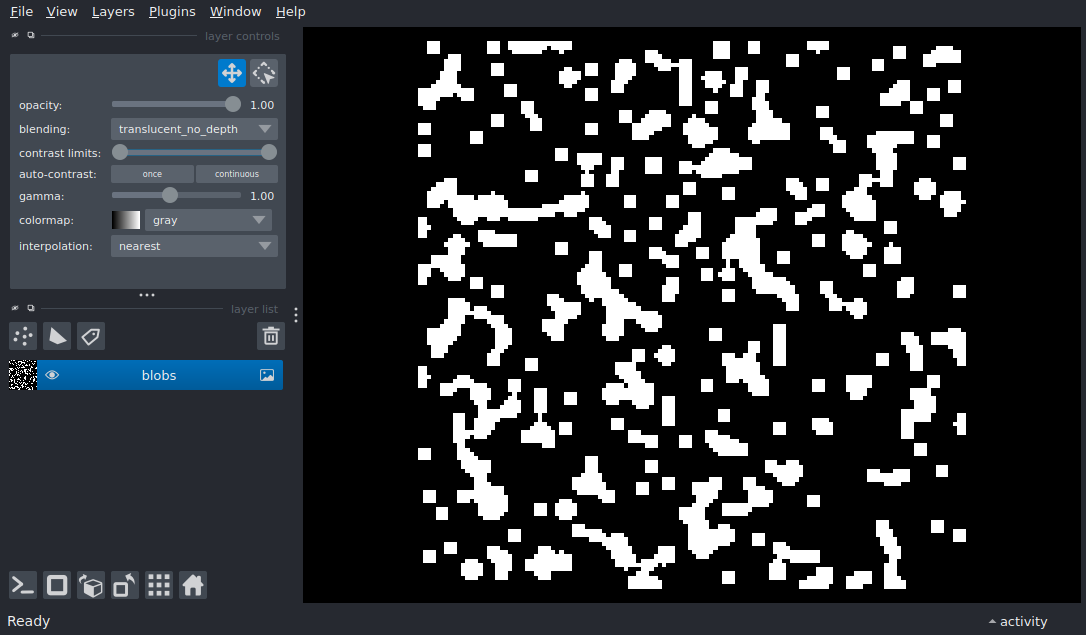 File View Layers Plugins Window Help
layer controls
opacity: 1.00
blending: translucent_no_depth
contrast limits:
auto-contrast: once continuous
gamma: 1.00
colormap: gray
interpolation: nearest
layer list
blobs
Ready activity